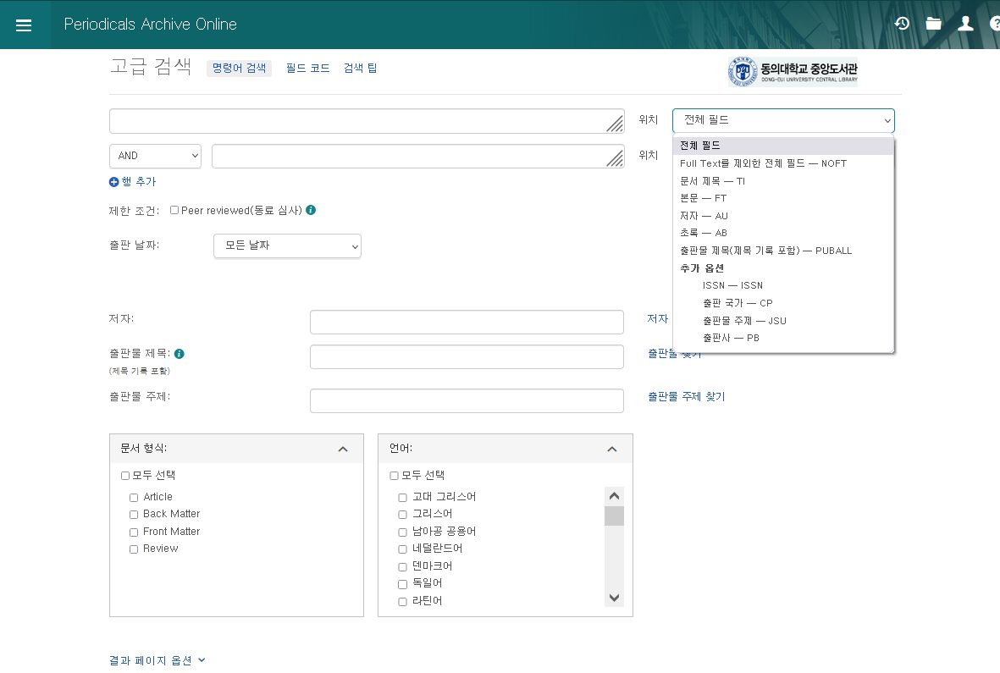 Periodicals Archive Online
고급 검색 명령어 검색 필드 코드 검색 팁
동의대학교 중앙도서관
DONG-EUI UNIVERSITY CENTRAL LIBRARY
위치 전체 필드
전체 필드
Full Text를 제외한 전체 필드 — NOFT
문서 제목 — TI
본문 — FT
저자 — AU
초록 — AB
출판물 제목(제목 기록 포함) — PUBALL
추가 옵션
ISSN — ISSN
출판 국가 — CP
출판물 주제 — JSU
출판사 — PB
AND 위치
행 추가
제한 조건: Peer reviewed(동료 심사)
출판 날짜: 모든 날짜
저자: 저자
출판물 제목: 출판물 찾기
(제목 기록 포함)
출판물 주제: 출판물 주제 찾기
문서 형식:
모두 선택
Article
Back Matter
Front Matter
Review
언어:
모두 선택
고대 그리스어
그리스어
남아공 공용어
네덜란드어
덴마크어
독일어
라틴어
결과 페이지 옵션